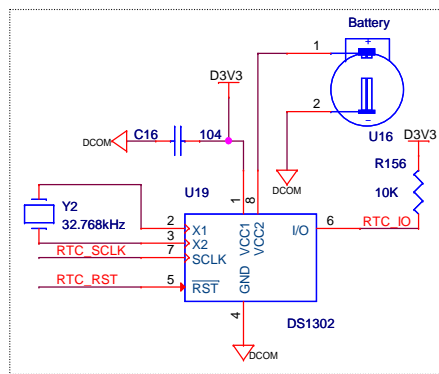 Battery
1
+
D3V3
2
−
C16
104
DCOM
U16
D3V3
DCOM
R156
U19
10K
Y2
1
8
32.768kHz
2
X1
VCC1
VCC2
I/O
6
RTC_IO
3
X2
RTC_SCLK
7
SCLK
RTC_RST
5
RST
GND
4
DS1302
DCOM